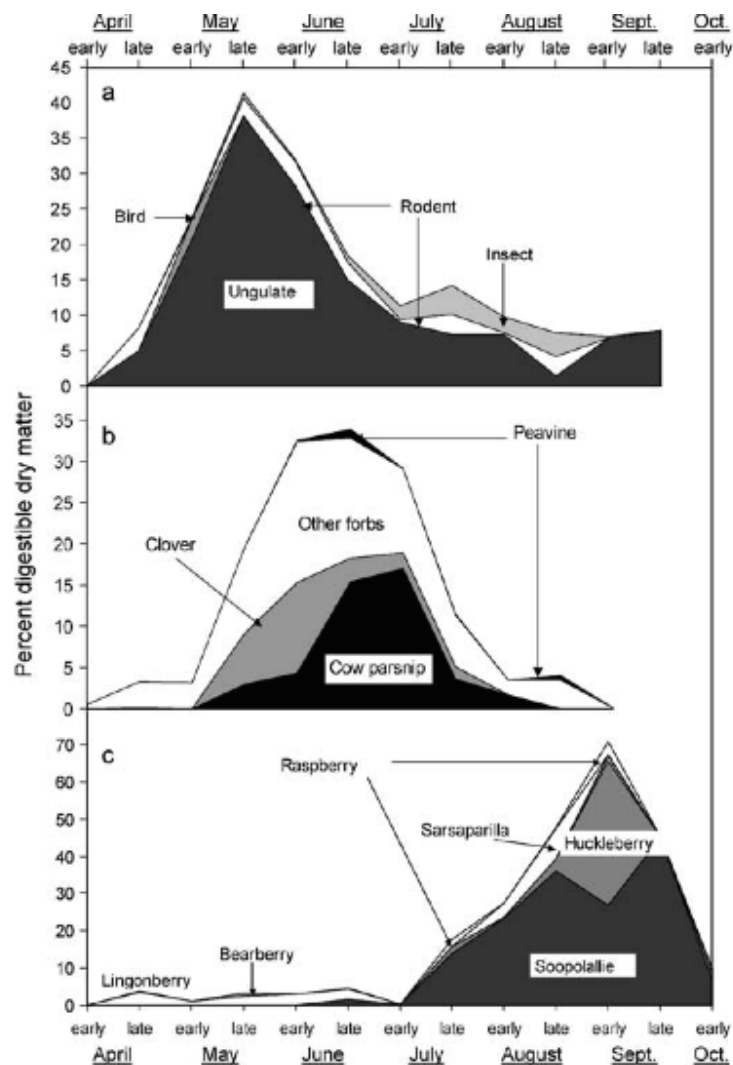 April May June July August Sept. Oct.
early late early late early late early late early late early late early
45
40
35
30
25
20
15
10
5
0
a
Bird
Rodent
Insect
Ungulate
35
30
25
20
15
10
5
0
b
Peavine
Other forbs
Clover
Cow parsnip
Percent digestible dry matter
70
60
50
40
30
20
10
0
c
Raspberry
Sarsaparilla
Huckleberry
Bearberry
Lingonberry
Soopolallie
early late early late early late early late early late early late early
April May June July August Sept. Oct.